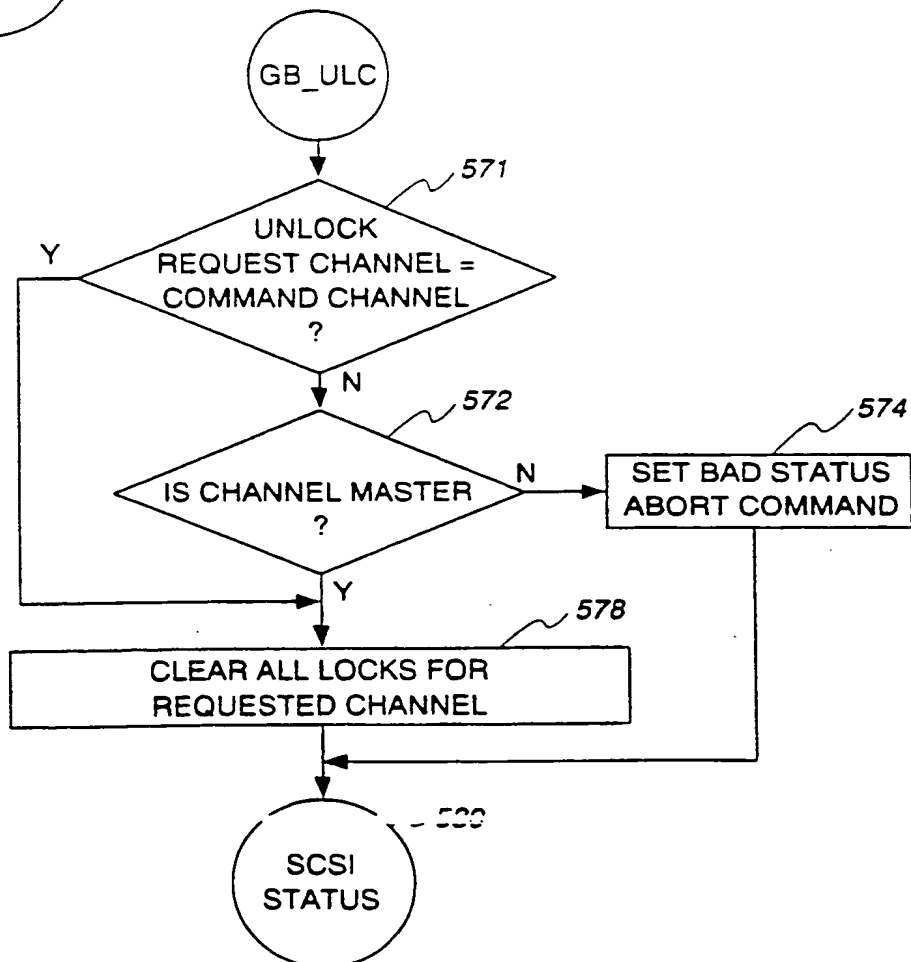 GB_ULC
571
UNLOCK
REQUEST CHANNEL =
COMMAND CHANNEL
?
Y
N
572
IS CHANNEL MASTER
?
N
574
SET BAD STATUS
ABORT COMMAND
Y
578
CLEAR ALL LOCKS FOR
REQUESTED CHANNEL
SCSI
STATUS